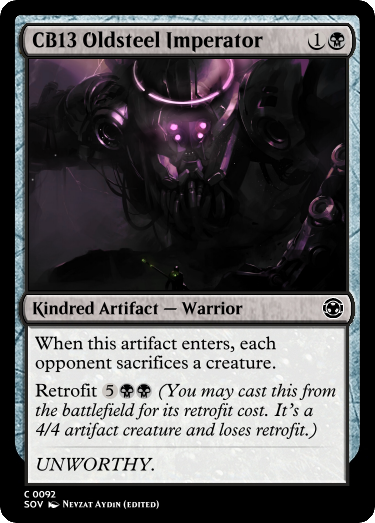 CB13 Oldsteel Imperator 1
Kindred Artifact — Warrior
When this artifact enters, each
opponent sacrifices a creature.
Retrofit 5 (You may cast this from
the battlefield for its retrofit cost. It's a
4/4 artifact creature and loses retrofit.)
UNWORTHY.
C 0092
SOV Nevzat Aydin (edited)